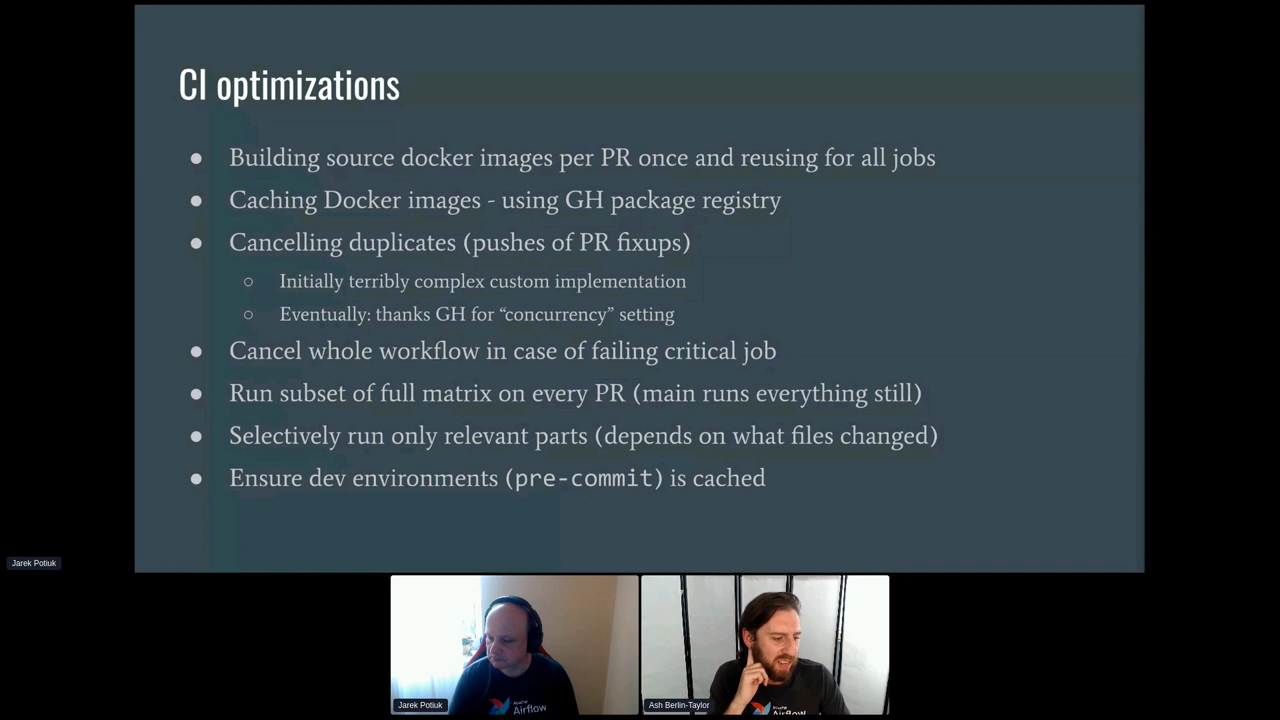 CI optimizations
● Building source docker images per PR once and reusing for all jobs
● Caching Docker images - using GH package registry
● Cancelling duplicates (pushes of PR fixups)
○ Initially terribly complex custom implementation
○ Eventually: thanks GH for “concurrency” setting
● Cancel whole workflow in case of failing critical job
● Run subset of full matrix on every PR (main runs everything still)
● Selectively run only relevant parts (depends on what files changed)
● Ensure dev environments (pre-commit) is cached
Jarek Potiuk
Jarek Potiuk
Apache
Airflow
Ash Berlin-Taylor
Apache
Airflow